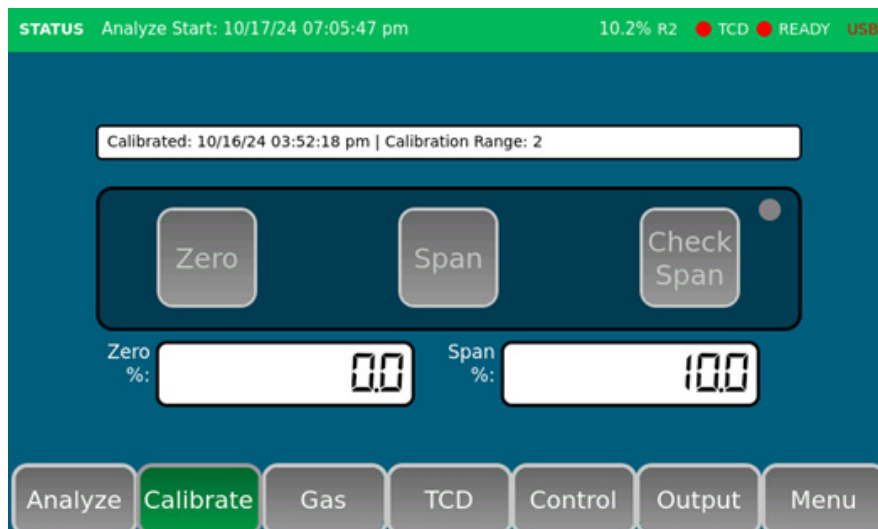 STATUS Analyze Start: 10/17/24 07:05:47 pm 10.2% R2 TCD READY USB
Calibrated: 10/16/24 03:52:18 pm | Calibration Range: 2
Zero Span Check
Span
Zero
%: 0.0 Span
%: 10.0
Analyze Calibrate Gas TCD Control Output Menu